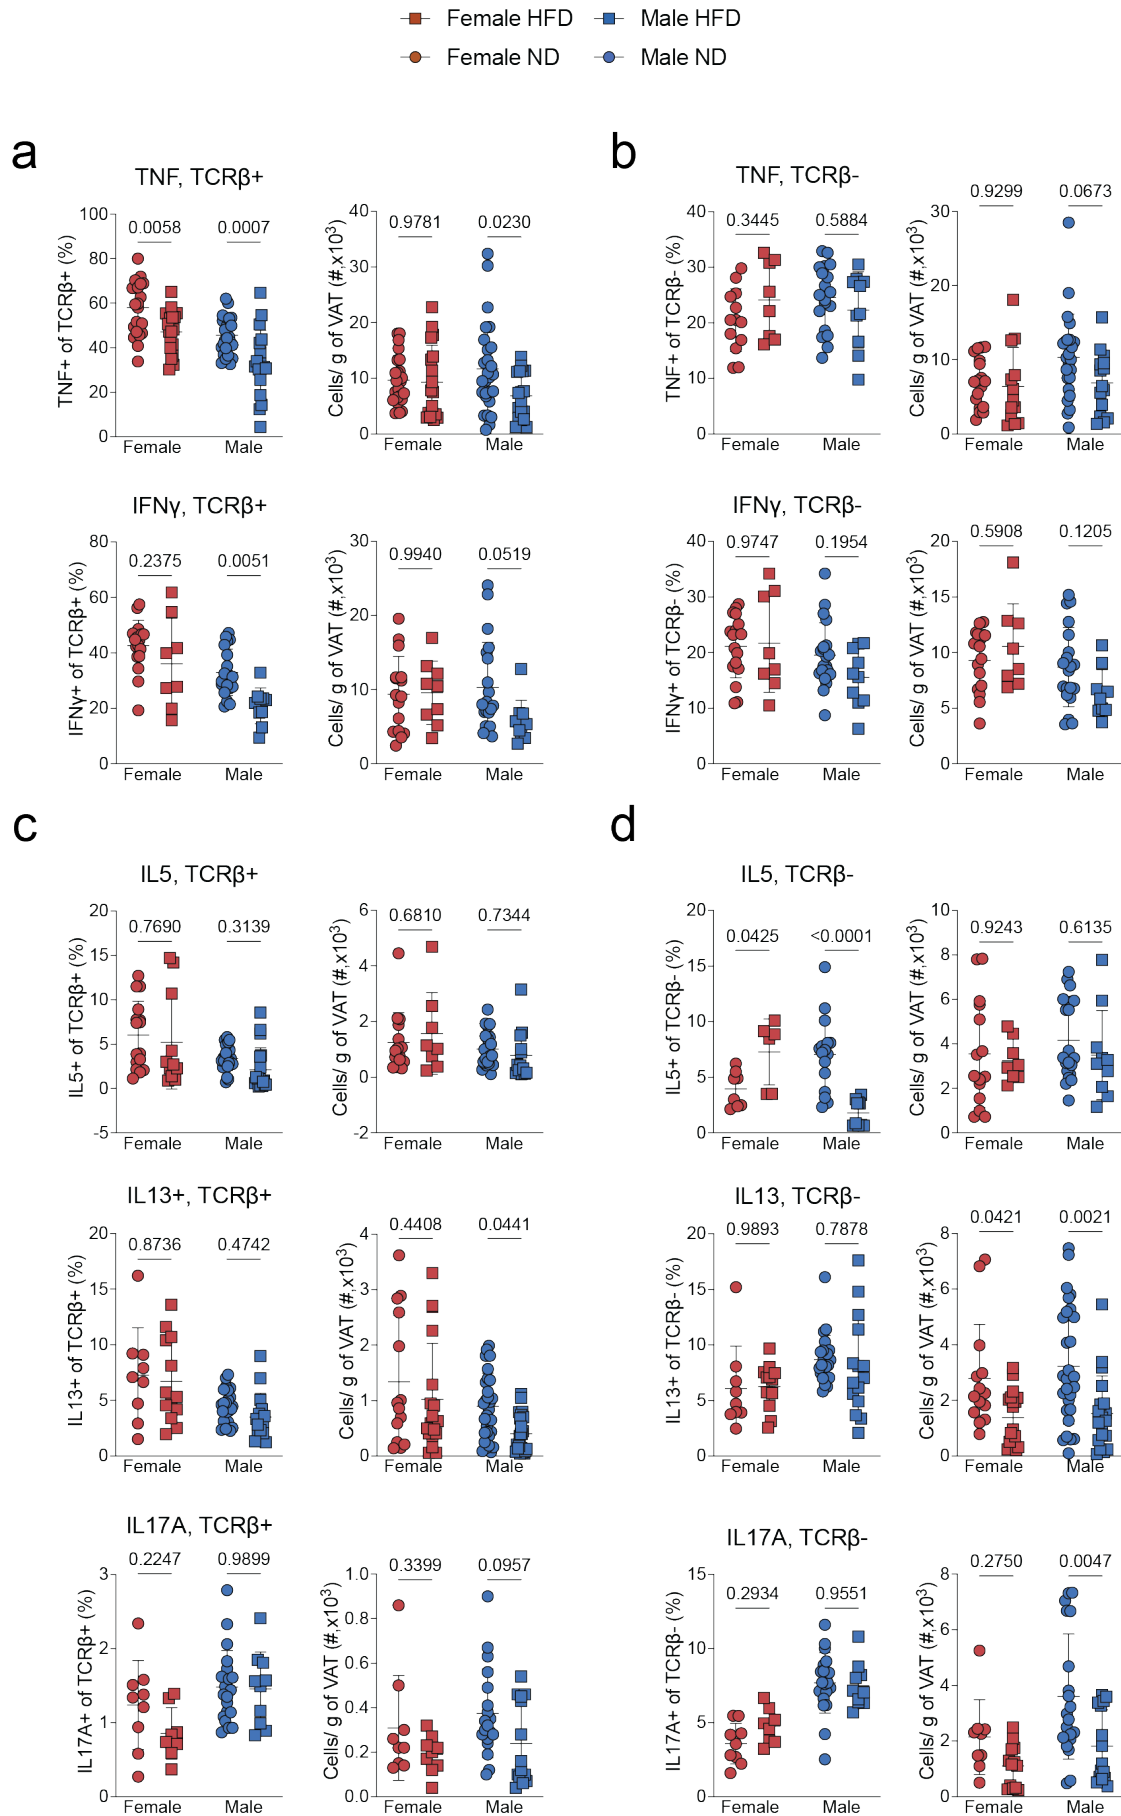 Female HFD Male HFD
Female ND Male ND
a
TNF, TCRβ+
TNF+ of TCRβ+ (%)
100
80
60
40
20
0
0.0058 0.0007
Female Male
Cells/ g of VAT (#,x10³)
40
30
20
10
0
0.9781 0.0230
Female Male
IFNγ, TCRβ+
IFNγ+ of TCRβ+ (%)
80
60
40
20
0
0.2375 0.0051
Female Male
Cells/ g of VAT (#,x10³)
30
20
10
0
0.9940 0.0519
Female Male
b
TNF, TCRβ-
TNF+ of TCRβ- (%)
40
30
20
10
0
0.3445 0.5884
Female Male
Cells/ g of VAT (#,x10³)
30
20
10
0
0.9299 0.0673
Female Male
IFNγ, TCRβ-
IFNγ+ of TCRβ- (%)
40
30
20
10
0
0.9747 0.1954
Female Male
Cells/ g of VAT (#,x10³)
20
15
10
5
0
0.5908 0.1205
Female Male
c
IL5, TCRβ+
IL5+ of TCRβ+ (%)
20
15
10
5
0
-5
0.7690 0.3139
Female Male
Cells/ g of VAT (#,x10³)
6
4
2
0
-2
0.6810 0.7344
Female Male
IL13+, TCRβ+
IL13+ of TCRβ+ (%)
20
15
10
5
0
0.8736 0.4742
Female Male
Cells/ g of VAT (#,x10³)
4
3
2
1
0
0.4408 0.0441
Female Male
IL17A, TCRβ+
IL17A+ of TCRβ+ (%)
3
2
1
0
0.2247 0.9899
Female Male
Cells/ g of VAT (#,x10³)
1.0
0.8
0.6
0.4
0.2
0.0
0.3399 0.0957
Female Male
d
IL5, TCRβ-
IL5+ of TCRβ- (%)
20
15
10
5
0
0.0425 <0.0001
Female Male
Cells/ g of VAT (#,x10³)
10
8
6
4
2
0
0.9243 0.6135
Female Male
IL13, TCRβ-
IL13+ of TCRβ- (%)
20
15
10
5
0
0.9893 0.7878
Female Male
Cells/ g of VAT (#,x10³)
8
6
4
2
0
0.0421 0.0021
Female Male
IL17A, TCRβ-
IL17A+ of TCRβ- (%)
15
10
5
0
0.2934 0.9551
Female Male
Cells/ g of VAT (#,x10³)
8
6
4
2
0
0.2750 0.0047
Female Male